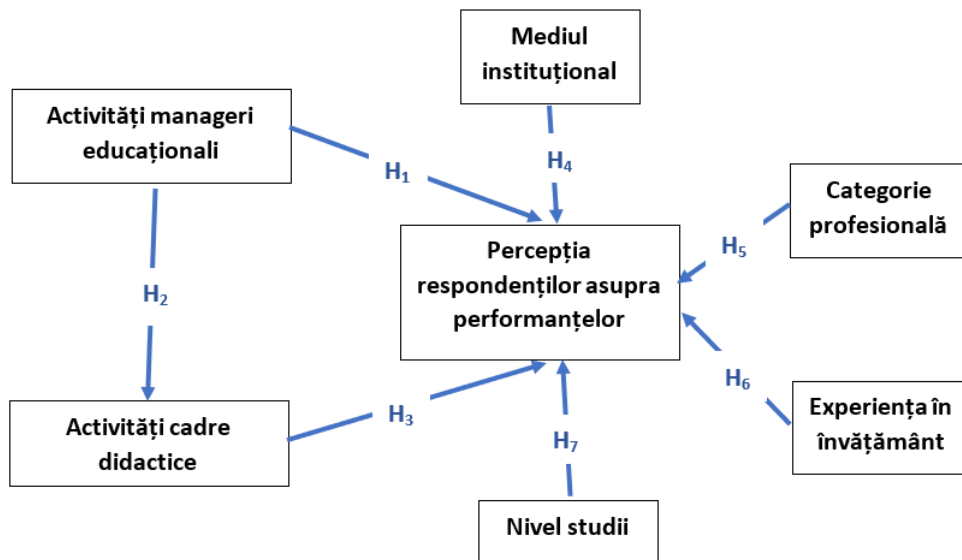 Mediul
instituțional
Activități manageri
educaționali
H₁
H₄
Categorie
profesională
H₅
Percepția
respondenților asupra
performanțelor
H₂
H₆
Experiența în
învățământ
Activități cadre
didactice
H₃
H₇
Nivel studii